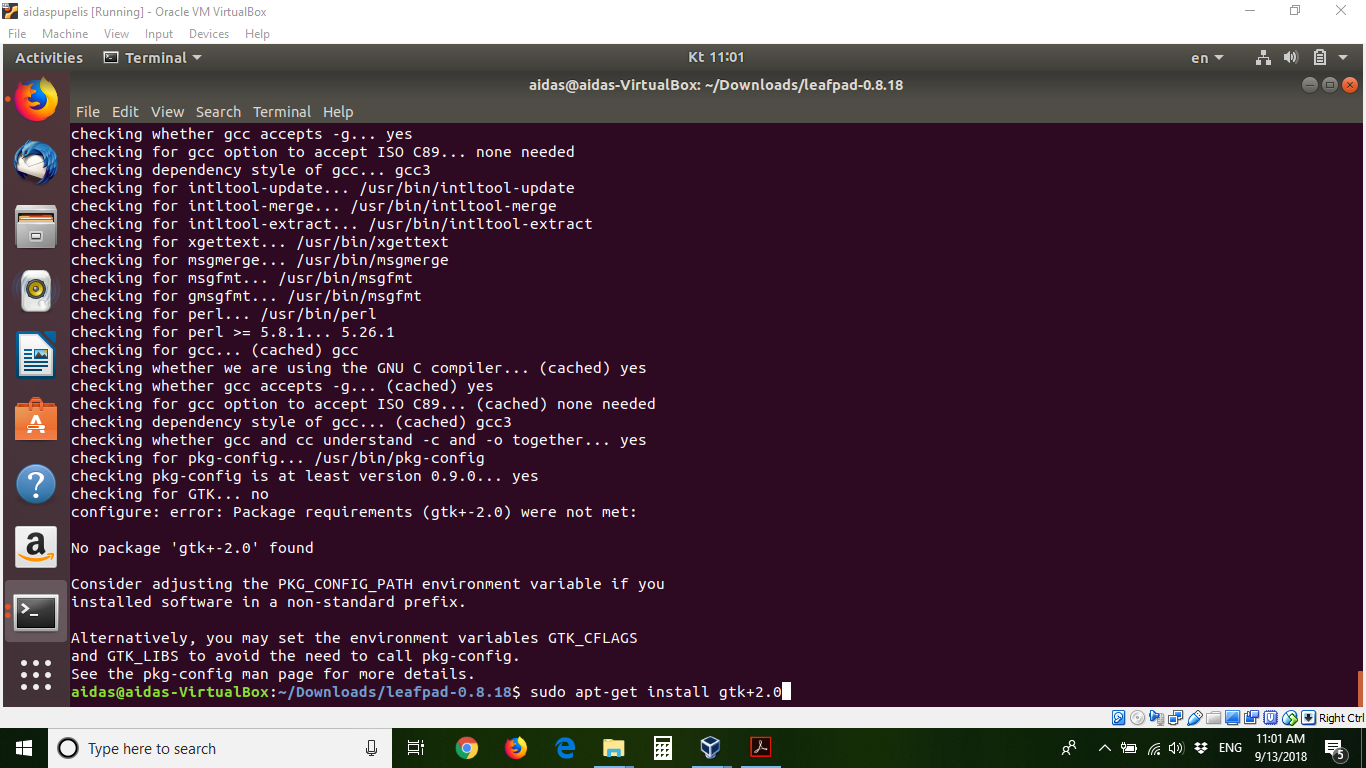 aidaspupelis [Running] - Oracle VM VirtualBox
File Machine View Input Devices Help
Activities Terminal Kt 11:01 en
aidas@aidas-VirtualBox: ~/Downloads/leafpad-0.8.18
File Edit View Search Terminal Help
checking whether gcc accepts -g... yes
checking for gcc option to accept ISO C89... none needed
checking dependency style of gcc... gcc3
checking for intltool-update... /usr/bin/intltool-update
checking for intltool-merge... /usr/bin/intltool-merge
checking for intltool-extract... /usr/bin/intltool-extract
checking for xgettext... /usr/bin/xgettext
checking for msgmerge... /usr/bin/msgmerge
checking for msgfmt... /usr/bin/msgfmt
checking for gmsgfmt... /usr/bin/msgfmt
checking for perl... /usr/bin/perl
checking for perl >= 5.8.1... 5.26.1
checking for gcc... (cached) gcc
checking whether we are using the GNU C compiler... (cached) yes
checking whether gcc accepts -g... (cached) yes
checking for gcc option to accept ISO C89... (cached) none needed
checking dependency style of gcc... (cached) gcc3
checking whether gcc and cc understand -c and -o together... yes
checking for pkg-config... /usr/bin/pkg-config
checking pkg-config is at least version 0.9.0... yes
checking for GTK... no
configure: error: Package requirements (gtk+-2.0) were not met:
No package 'gtk+-2.0' found
Consider adjusting the PKG_CONFIG_PATH environment variable if you
installed software in a non-standard prefix.
Alternatively, you may set the environment variables GTK_CFLAGS
and GTK_LIBS to avoid the need to call pkg-config.
See the pkg-config man page for more details.
aidas@aidas-VirtualBox:~/Downloads/leafpad-0.8.18$ sudo apt-get install gtk+2.0
Right Ctrl
Type here to search
ENG
11:01 AM
9/13/2018
5